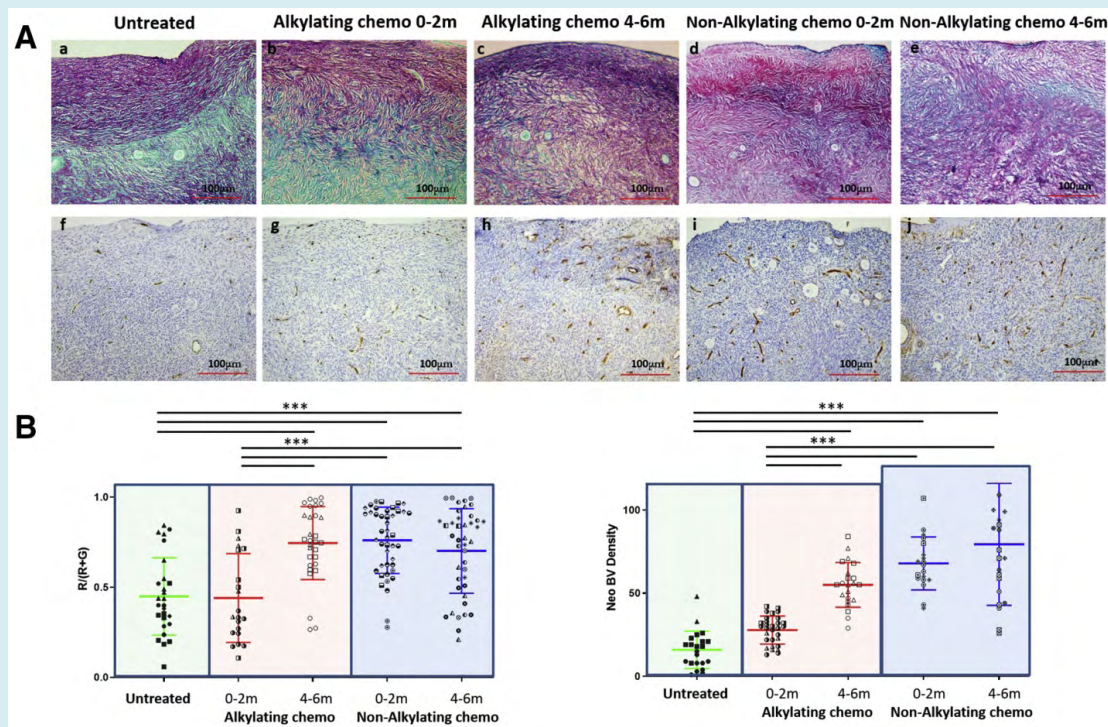 Untreated Alkylating chemo 0-2m Alkylating chemo 4-6m Non-Alkylating chemo 0-2m Non-Alkylating chemo 4-6m
A
a b c d e
100µm 100µm 100µm 100µm 100µm
f g h i j
100µm 100µm 100µm 100µm 100µm
B
***
***
R/(R+G)
1.0
0.5
0.0
Untreated
0-2m 4-6m 0-2m 4-6m
Alkylating chemo Non-Alkylating chemo
***
***
Neo BV Density
100
50
0
Untreated
0-2m 4-6m 0-2m 4-6m
Alkylating chemo Non-Alkylating chemo